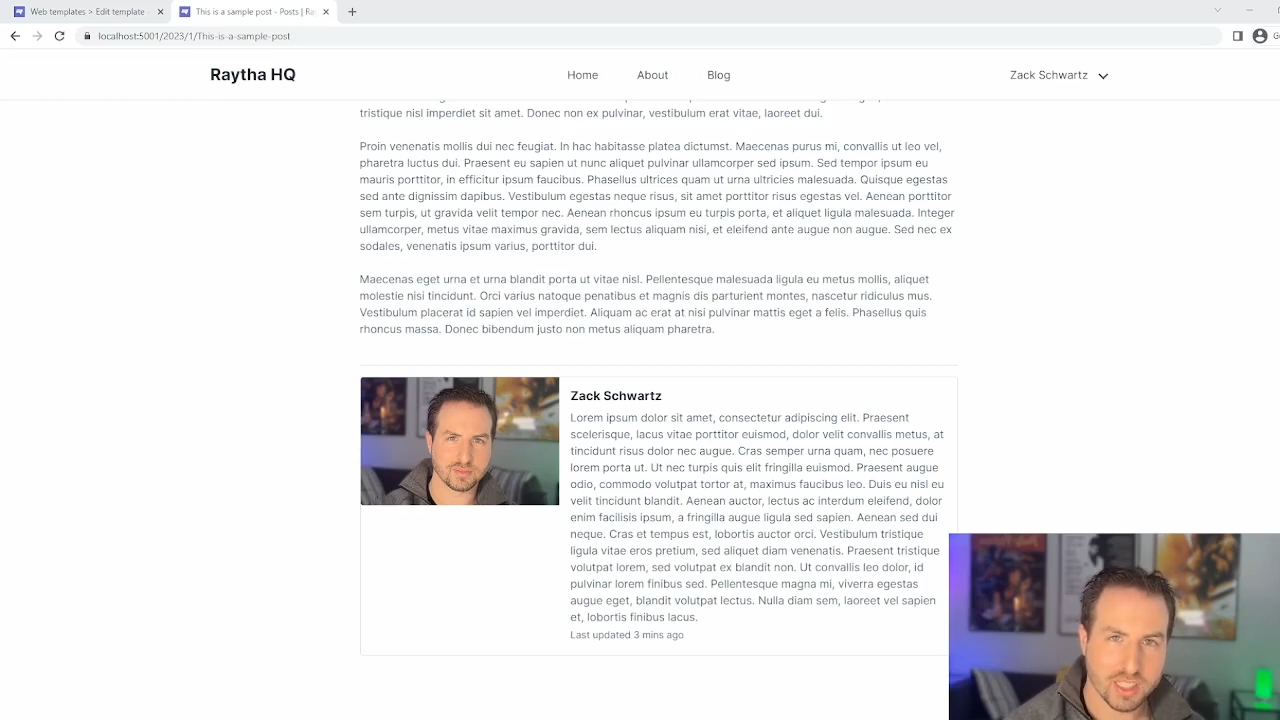 Web templates > Edit template
This is a sample post - Posts | Ra
localhost:5001/2023/1/This-is-a-sample-post
Raytha HQ
Home
About
Blog
Zack Schwartz
tristique nisl imperdiet sit amet. Donec non ex pulvinar, vestibulum erat vitae, laoreet dui.
Proin venenatis mollis dui nec feugiat. In hac habitasse platea dictumst. Maecenas purus mi, convallis ut leo vel,
pharetra luctus dui. Praesent eu sapien ut nunc aliquet pulvinar ullamcorper sed ipsum. Sed tempor ipsum eu
mauris porttitor, in efficitur ipsum faucibus. Phasellus ultrices quam ut urna ultricies malesuada. Quisque egestas
sed ante dignissim dapibus. Vestibulum egestas neque risus, sit amet porttitor risus egestas vel. Aenean porttitor
sem turpis, ut gravida velit tempor nec. Aenean rhoncus ipsum eu turpis porta, et aliquet ligula malesuada. Integer
ullamcorper, metus vitae maximus gravida, sem lectus aliquam nisi, et eleifend ante augue non augue. Sed nec ex
sodales, venenatis ipsum varius, porttitor dui.
Maecenas eget urna et urna blandit porta ut vitae nisl. Pellentesque malesuada ligula eu metus mollis, aliquet
molestie nisi tincidunt. Orci varius natoque penatibus et magnis dis parturient montes, nascetur ridiculus mus.
Vestibulum placerat id sapien vel imperdiet. Aliquam ac erat at nisi pulvinar mattis eget a felis. Phasellus quis
rhoncus massa. Donec bibendum justo non metus aliquam pharetra.
Zack Schwartz
Lorem ipsum dolor sit amet, consectetur adipiscing elit. Praesent
scelerisque, lacus vitae porttitor euismod, dolor velit convallis metus, at
tincidunt risus dolor nec augue. Cras semper urna quam, nec posuere
lorem porta ut. Ut nec turpis quis elit fringilla euismod. Praesent augue
odio, commodo volutpat tortor at, maximus faucibus leo. Duis eu nisl eu
velit tincidunt blandit. Aenean auctor, lectus ac interdum eleifend, dolor
enim facilisis ipsum, a fringilla augue ligula sed sapien. Aenean sed dui
neque. Cras et tempus est, lobortis auctor orci. Vestibulum tristique
ligula vitae eros pretium, sed aliquet diam venenatis. Praesent tristique
volutpat lorem, sed volutpat ex blandit non. Ut convallis leo dolor, id
pulvinar lorem finibus sed. Pellentesque magna mi, viverra egestas
augue eget, blandit volutpat lectus. Nulla diam sem, laoreet vel sapien
et, lobortis finibus lacus.
Last updated 3 mins ago